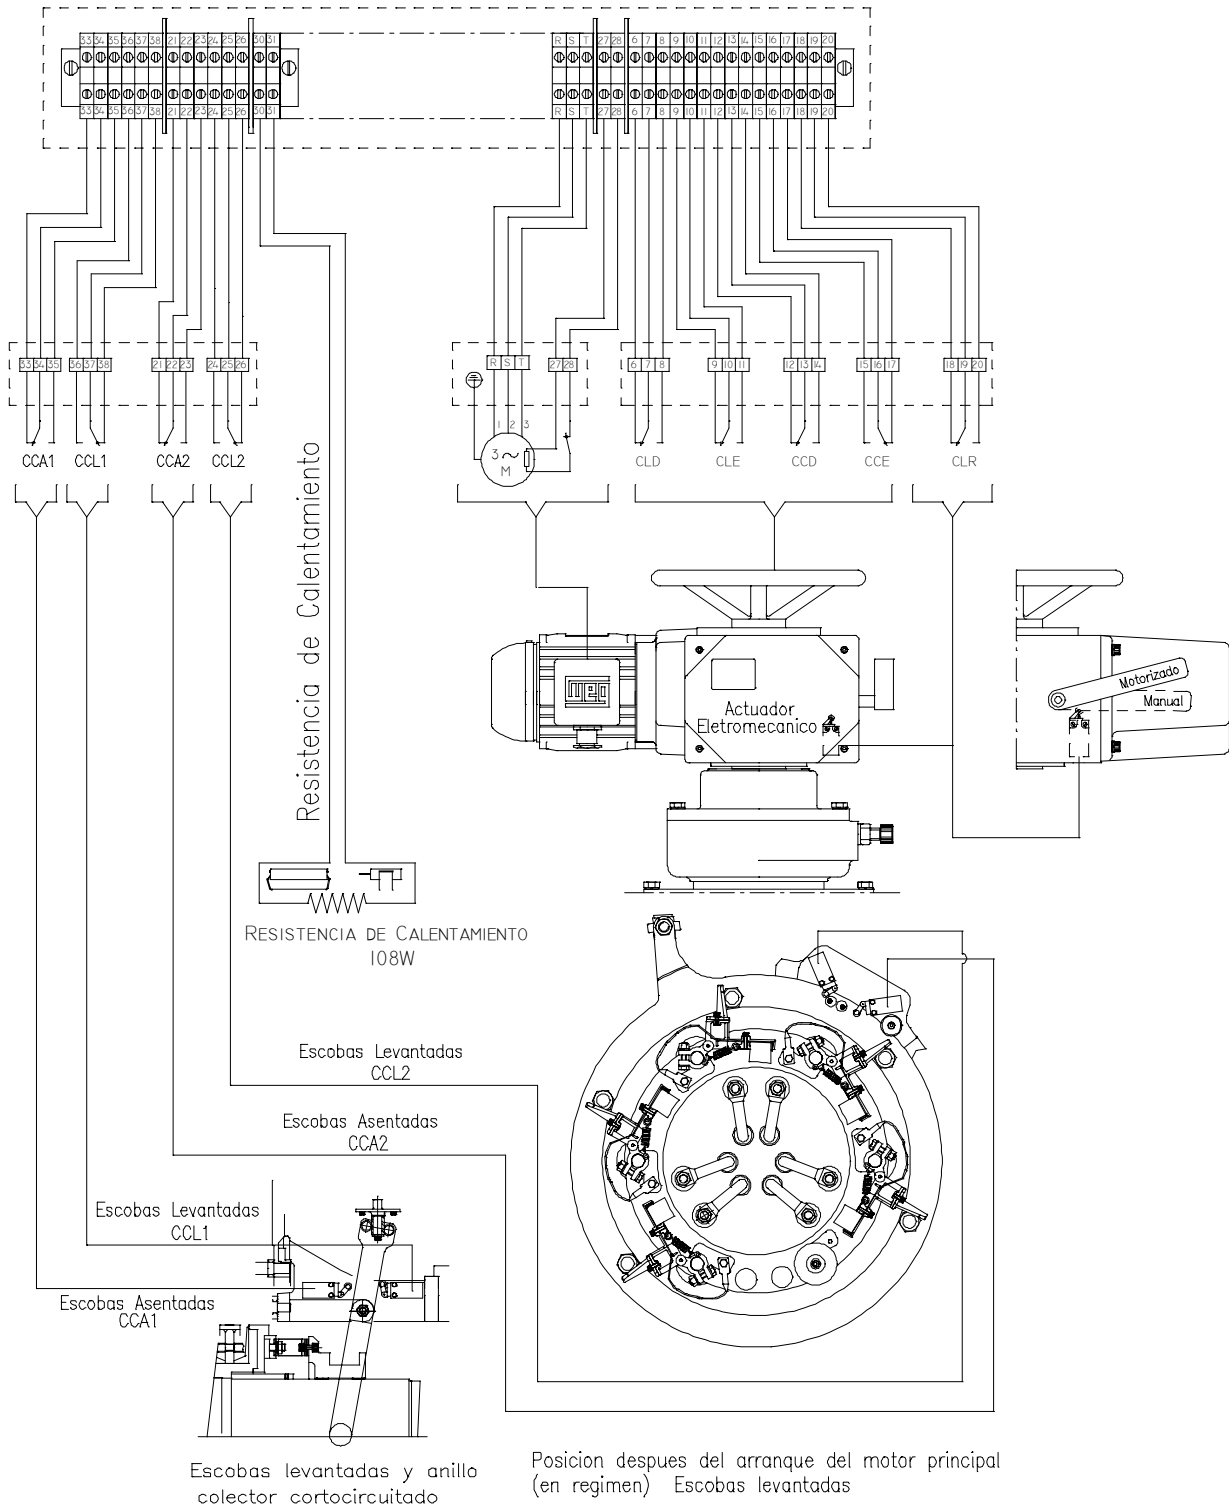 33 34 35 36 37 38 21 22 23 24 25 26 30 31
R S T 27 28 6 7 8 9 10 11 12 13 14 15 16 17 18 19 20
33 34 35 36 37 38 21 22 23 24 25 26 30 31
R S T 27 28 6 7 8 9 10 11 12 13 14 15 16 17 18 19 20
33 34 35 36 37 38 21 22 23 24 25 26
R S T 27 28 6 7 8 9 10 11 12 13 14 15 16 17 18 19 20
1 2 3
3~
M
CCA1 CCL1 CCA2 CCL2
CLD CLE CCD CCE CLR
Resistencia de Calentamiento
WEG
Actuador
Eletromecanico
Motorizado
Manual
RESISTENCIA DE CALENTAMIENTO
108W
Escobas Levantadas
CCL2
Escobas Asentadas
CCA2
Escobas Levantadas
CCL1
Escobas Asentadas
CCA1
Escobas levantadas y anillo
colector cortocircuitado
Posicion despues del arranque del motor principal
(en regimen) Escobas levantadas